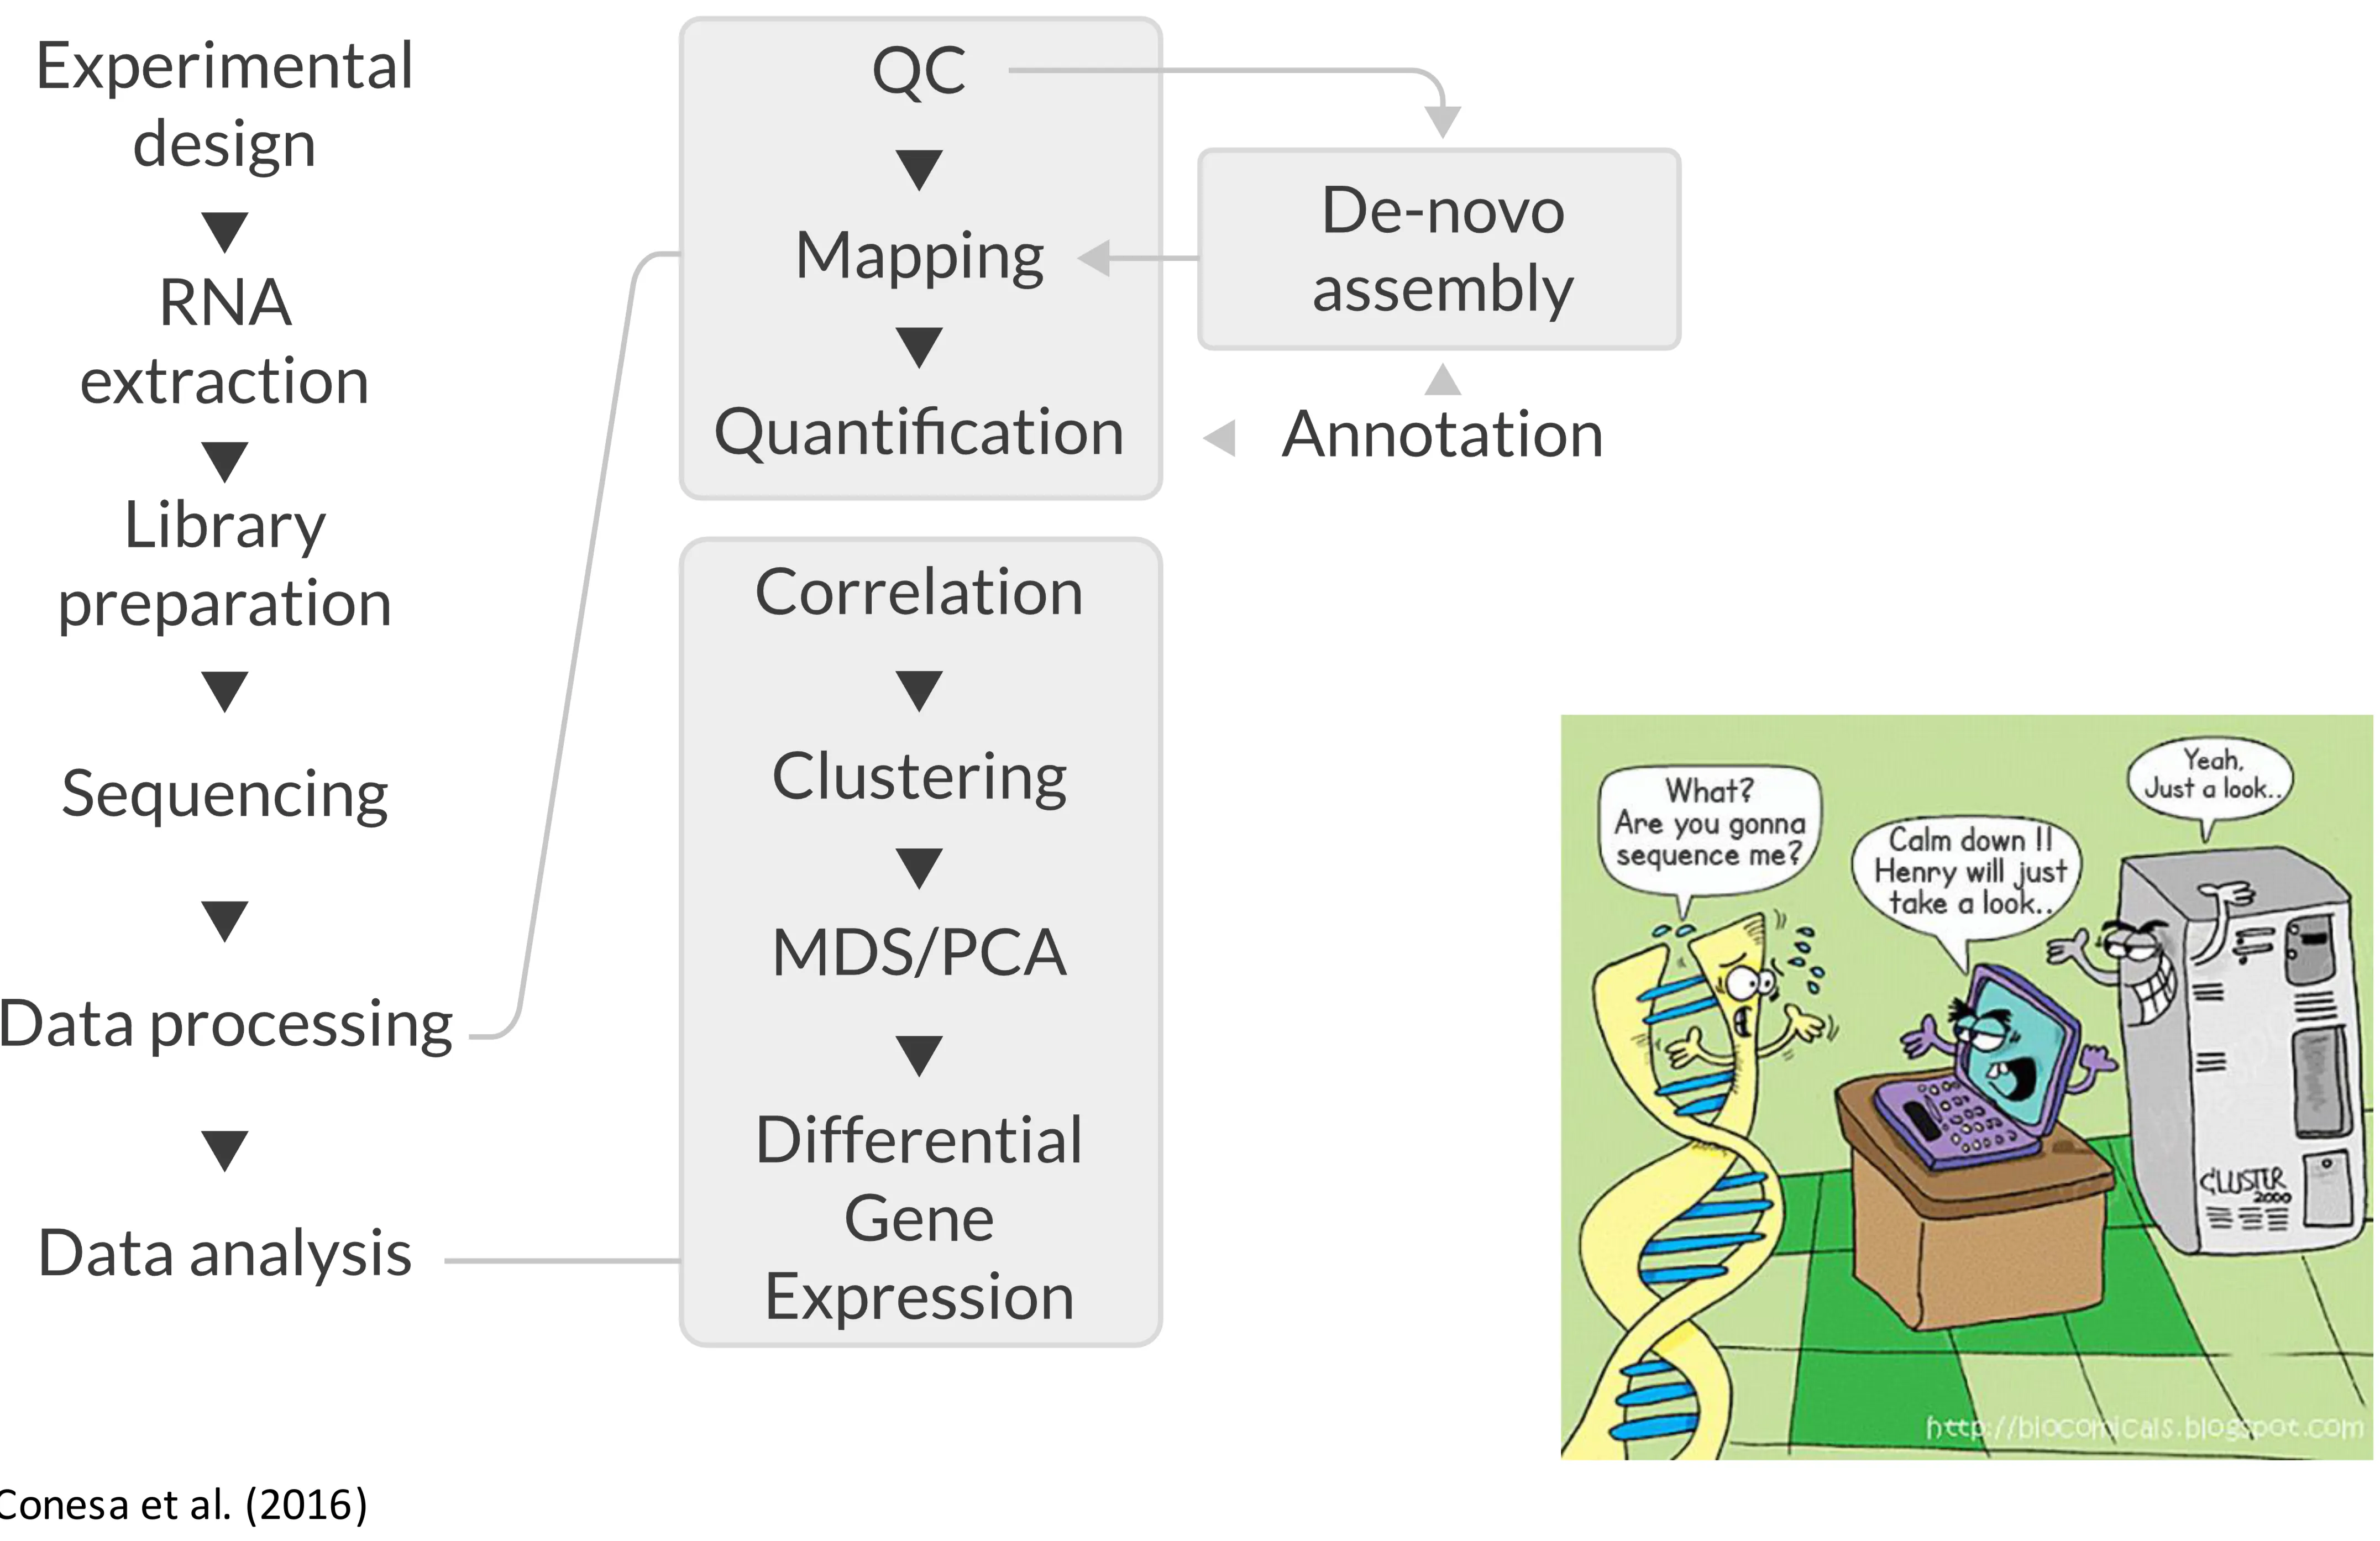 Experimental
design
RNA
extraction
Library
preparation
Sequencing
Data processing
Data analysis
QC
Mapping
Quantification
De-novo
assembly
Annotation
Correlation
Clustering
MDS/PCA
Differential
Gene
Expression
What?
Are you gonna
sequence me?
Calm down !!
Henry will just
take a look..
Yeah,
Just a look..
CLUSTER
2000
http://biocomicals.blogspot.com
Conesa et al. (2016)